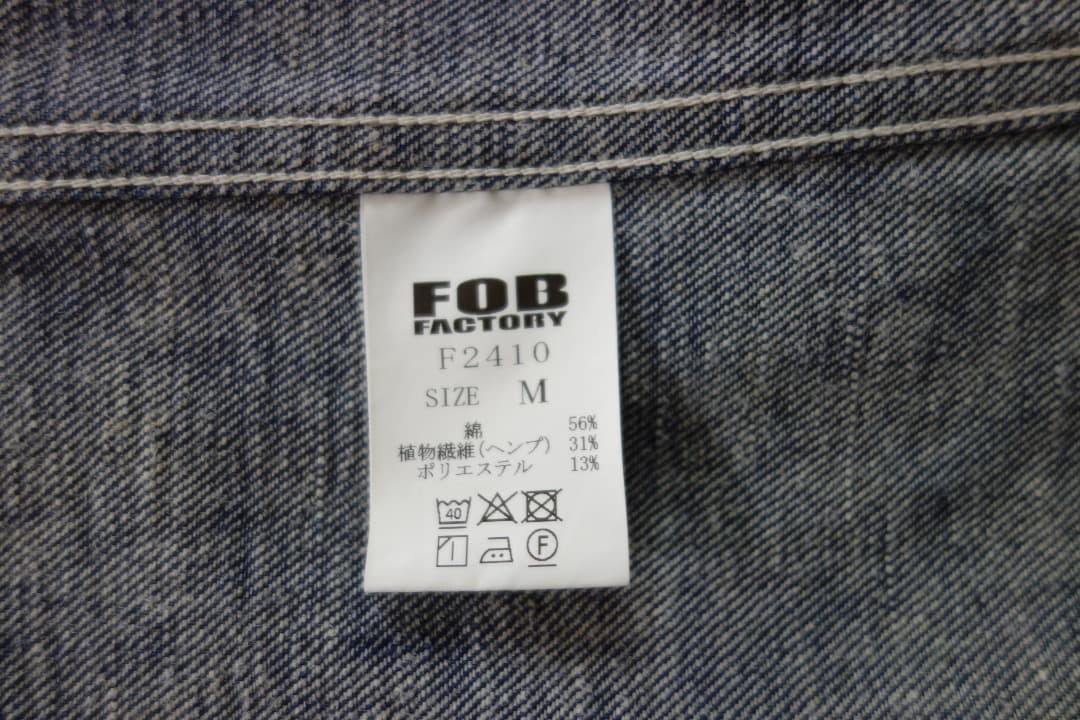 FOB
FACTORY
F2410
SIZE M
綿 56%
植物繊維(ヘンプ) 31%
ポリエステル 13%
40
F